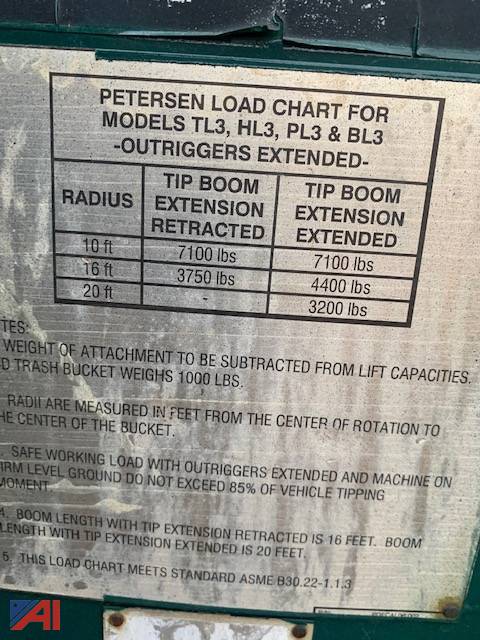 PETERSEN LOAD CHART FOR
MODELS TL3, HL3, PL3 & BL3
-OUTRIGGERS EXTENDED-
RADIUS TIP BOOM EXTENSION RETRACTED TIP BOOM EXTENSION EXTENDED
10 ft 7100 lbs 7100 lbs
16 ft 3750 lbs 4400 lbs
20 ft - 3200 lbs
TES:
WEIGHT OF ATTACHMENT TO BE SUBTRACTED FROM LIFT CAPACITIES.
D TRASH BUCKET WEIGHS 1000 LBS.
RADII ARE MEASURED IN FEET FROM THE CENTER OF ROTATION TO
HE CENTER OF THE BUCKET.
SAFE WORKING LOAD WITH OUTRIGGERS EXTENDED AND MACHINE ON
IRM LEVEL GROUND DO NOT EXCEED 85% OF VEHICLE TIPPING
MOMENT.
4. BOOM LENGTH WITH TIP EXTENSION RETRACTED IS 16 FEET. BOOM
LENGTH WITH TIP EXTENSION EXTENDED IS 20 FEET.
5. THIS LOAD CHART MEETS STANDARD ASME B30.22-1.1.3
AI